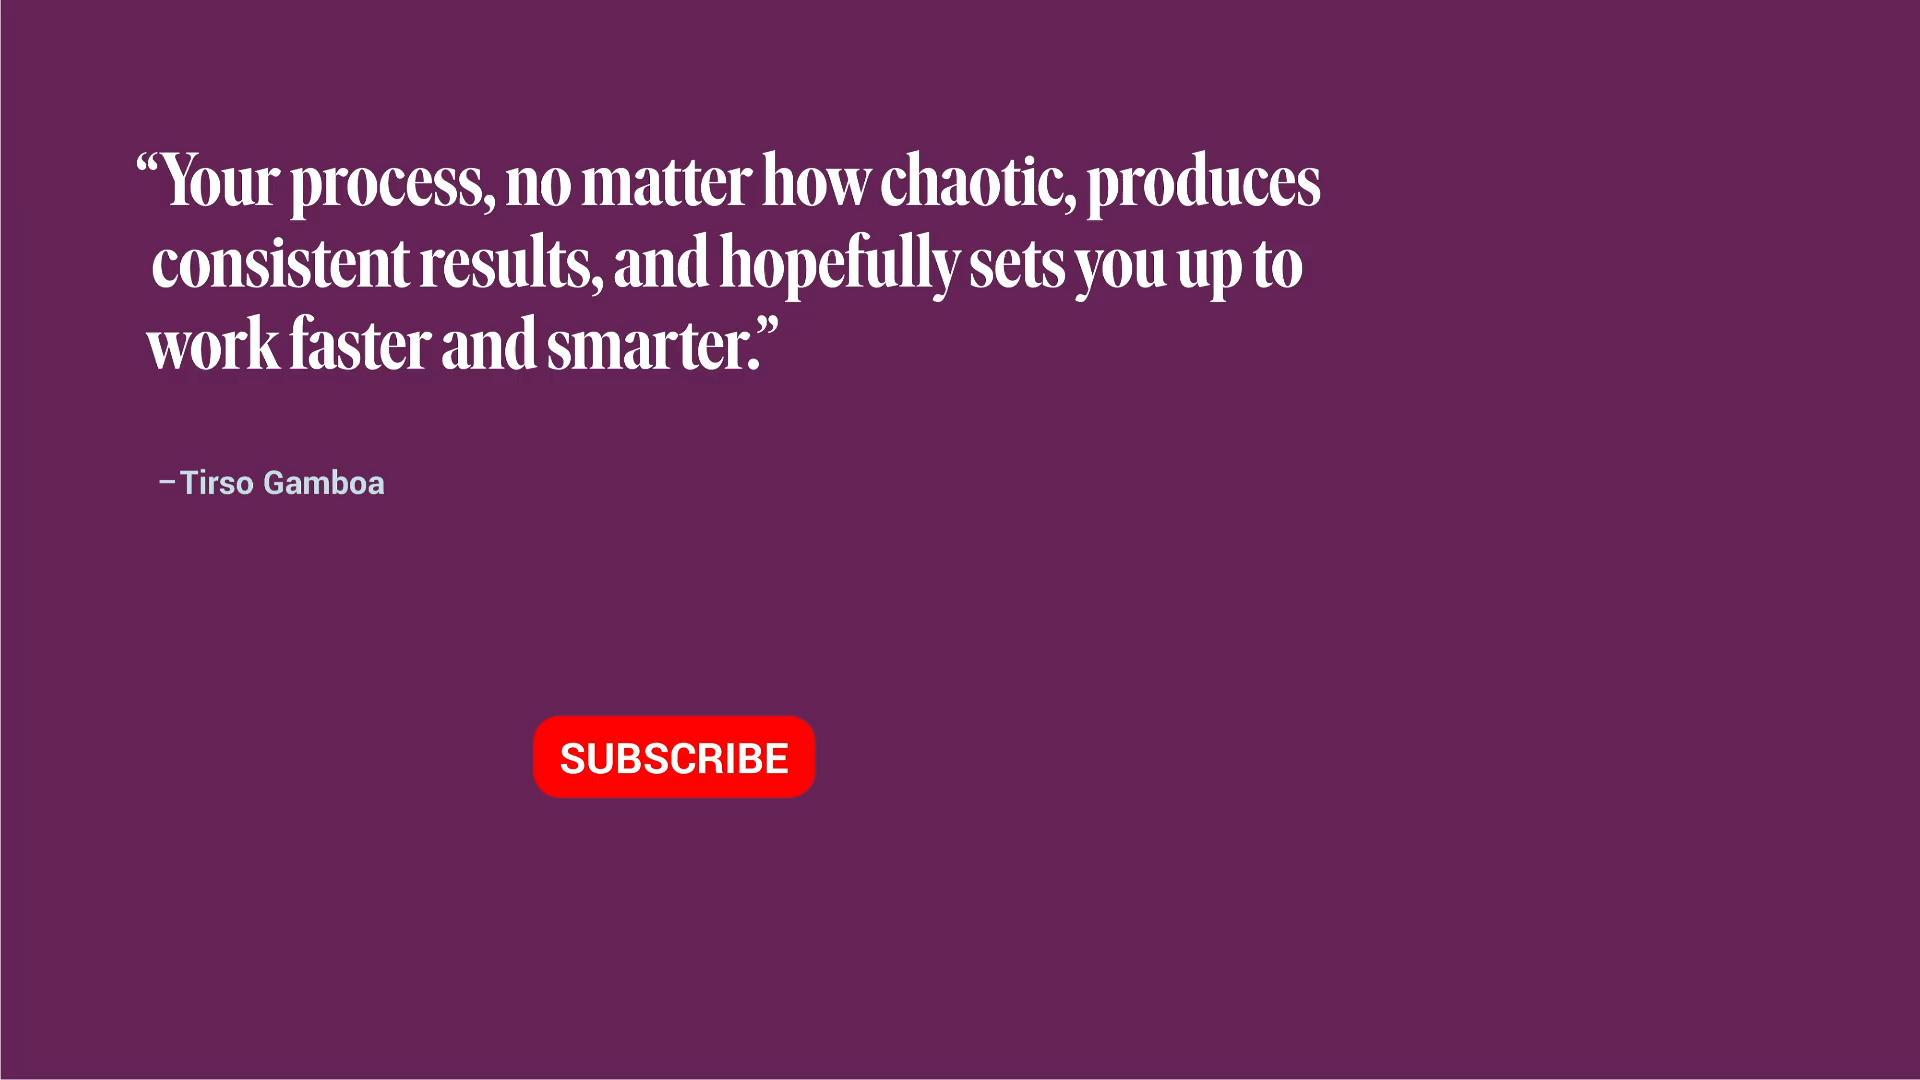 “Your process, no matter how chaotic, produces
consistent results, and hopefully sets you up to
work faster and smarter.”
–Tirso Gamboa
SUBSCRIBE